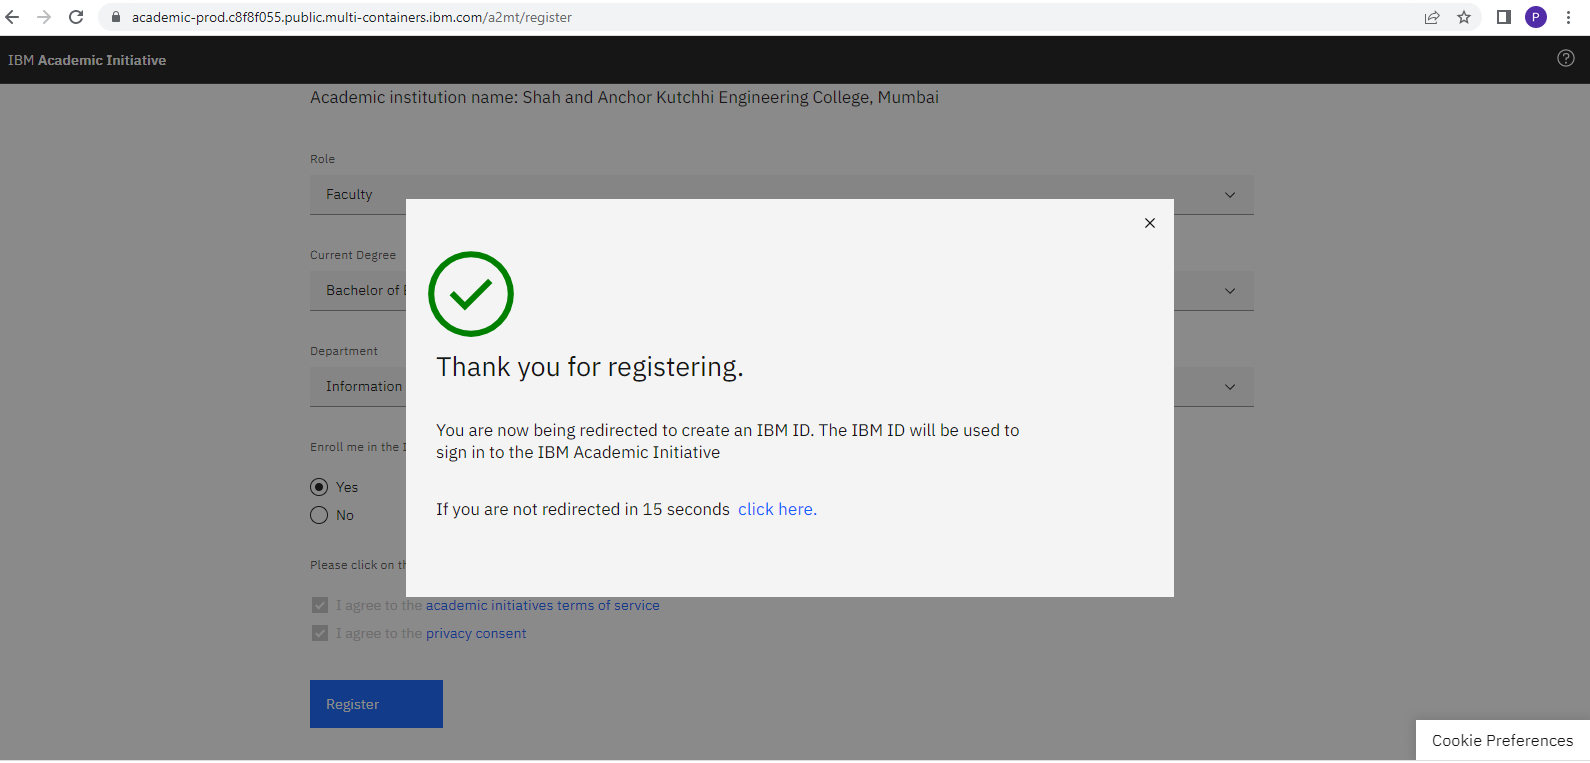 academic-prod.c8f8f055.public.multi-containers.ibm.com/a2mt/register
P
IBM Academic Initiative
Academic institution name: Shah and Anchor Kutchhi Engineering College, Mumbai
Role
Faculty
Current Degree
Bachelor of
Department
Information
Enroll me in the
Yes
No
Please click on
Thank you for registering.
You are now being redirected to create an IBM ID. The IBM ID will be used to
sign in to the IBM Academic Initiative
If you are not redirected in 15 seconds click here.
I agree to the academic initiatives terms of service
I agree to the privacy consent
Register
Cookie Preferences